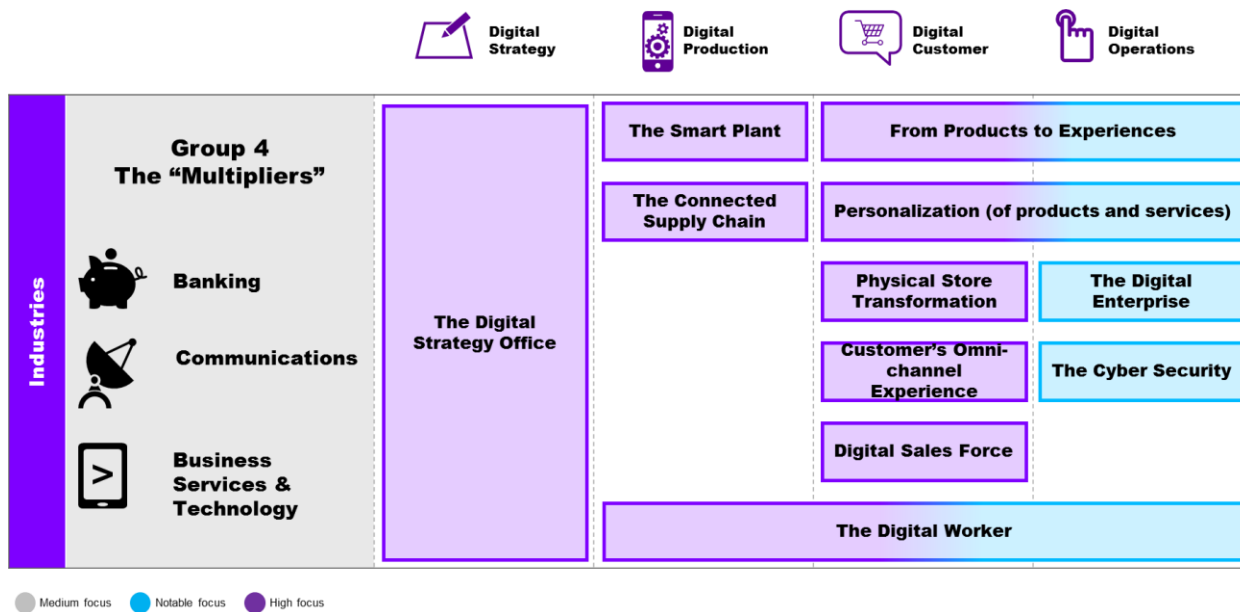 Digital
Strategy
Digital
Production
Digital
Customer
Digital
Operations
Industries
Group 4
The “Multipliers”
Banking
Communications
Business
Services &
Technology
The Digital
Strategy Office
The Smart Plant
The Connected
Supply Chain
From Products to Experiences
Personalization (of products and services)
Physical Store
Transformation
The Digital
Enterprise
Customer’s Omni-
channel
Experience
The Cyber Security
Digital Sales Force
The Digital Worker
Medium focus
Notable focus
High focus